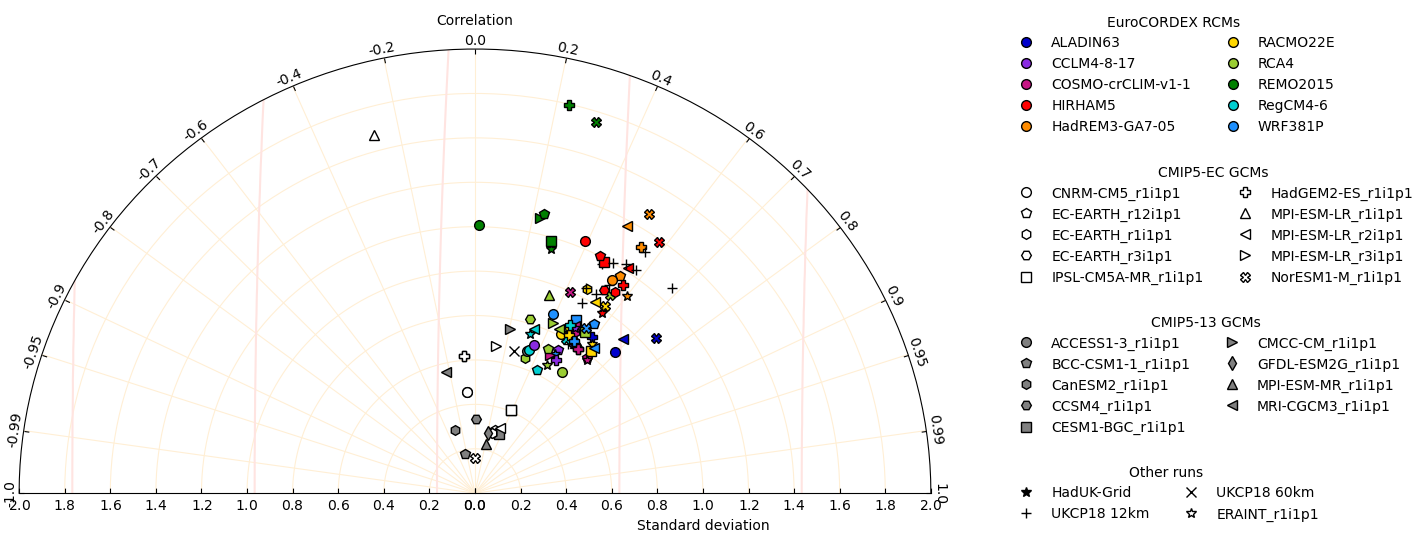 Correlation
0.0
-0.2
0.2
-0.4
0.4
-0.6
0.6
-0.7
0.7
-0.8
0.8
-0.9
0.9
-0.95
0.95
-0.99
0.99
-1.0
1.0
2.0 1.8 1.6 1.4 1.2 1.0 0.8 0.6 0.4 0.2 0.0 0.2 0.4 0.6 0.8 1.0 1.2 1.4 1.6 1.8 2.0
Standard deviation
EuroCORDEX RCMs
ALADIN63 RACMO22E
CCLM4-8-17 RCA4
COSMO-crCLIM-v1-1 REMO2015
HIRHAM5 RegCM4-6
HadREM3-GA7-05 WRF381P
CMIP5-EC GCMs
CNRM-CM5_r1i1p1 HadGEM2-ES_r1i1p1
EC-EARTH_r12i1p1 MPI-ESM-LR_r1i1p1
EC-EARTH_r1i1p1 MPI-ESM-LR_r2i1p1
EC-EARTH_r3i1p1 MPI-ESM-LR_r3i1p1
IPSL-CM5A-MR_r1i1p1 NorESM1-M_r1i1p1
CMIP5-13 GCMs
ACCESS1-3_r1i1p1 CMCC-CM_r1i1p1
BCC-CSM1-1_r1i1p1 GFDL-ESM2G_r1i1p1
CanESM2_r1i1p1 MPI-ESM-MR_r1i1p1
CCSM4_r1i1p1 MRI-CGCM3_r1i1p1
CESM1-BGC_r1i1p1
Other runs
HadUK-Grid UKCP18 60km
UKCP18 12km ERAINT_r1i1p1